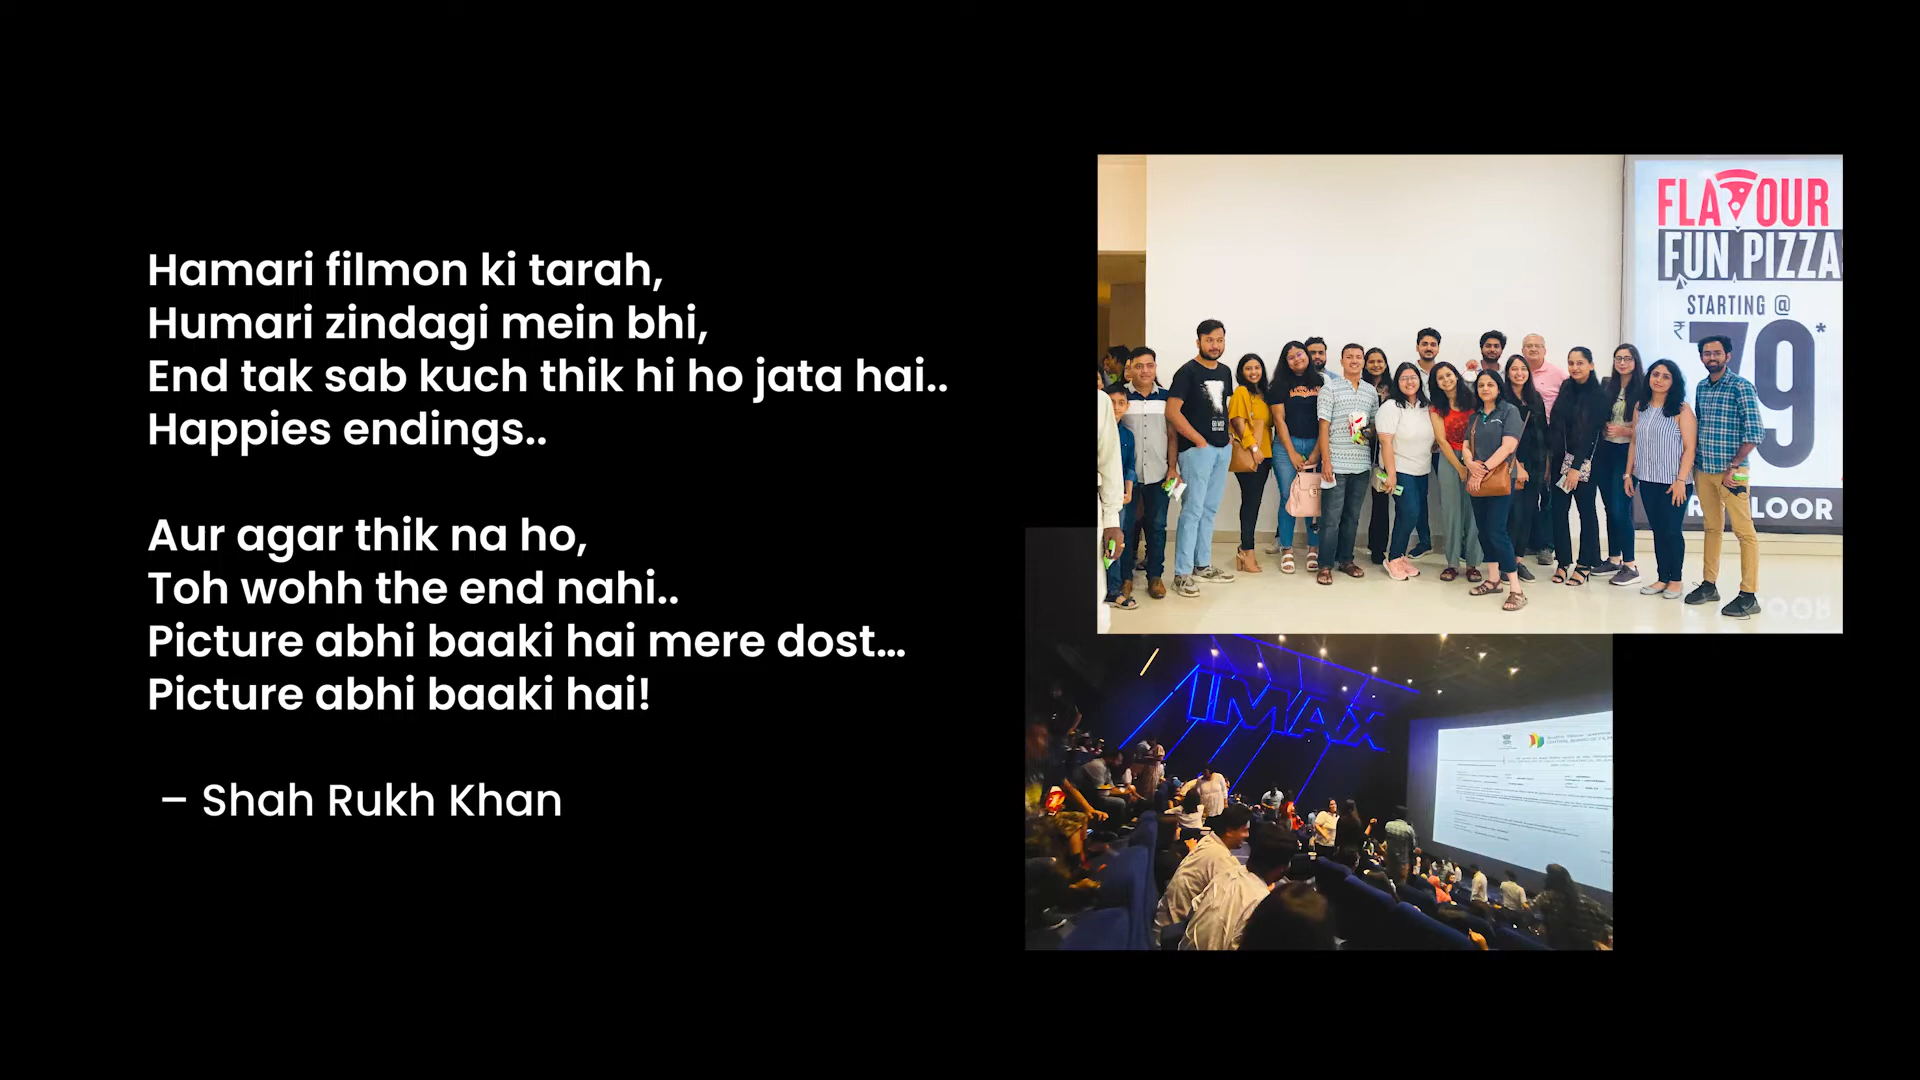 Hamari filmon ki tarah,
Humari zindagi mein bhi,
End tak sab kuch thik hi ho jata hai..
Happies endings..
Aur agar thik na ho,
Toh wohh the end nahi..
Picture abhi baaki hai mere dost...
Picture abhi baaki hai!
– Shah Rukh Khan
FLAVOUR
FUN PIZZA
STARTING @
₹79*
LOOR
IMAX